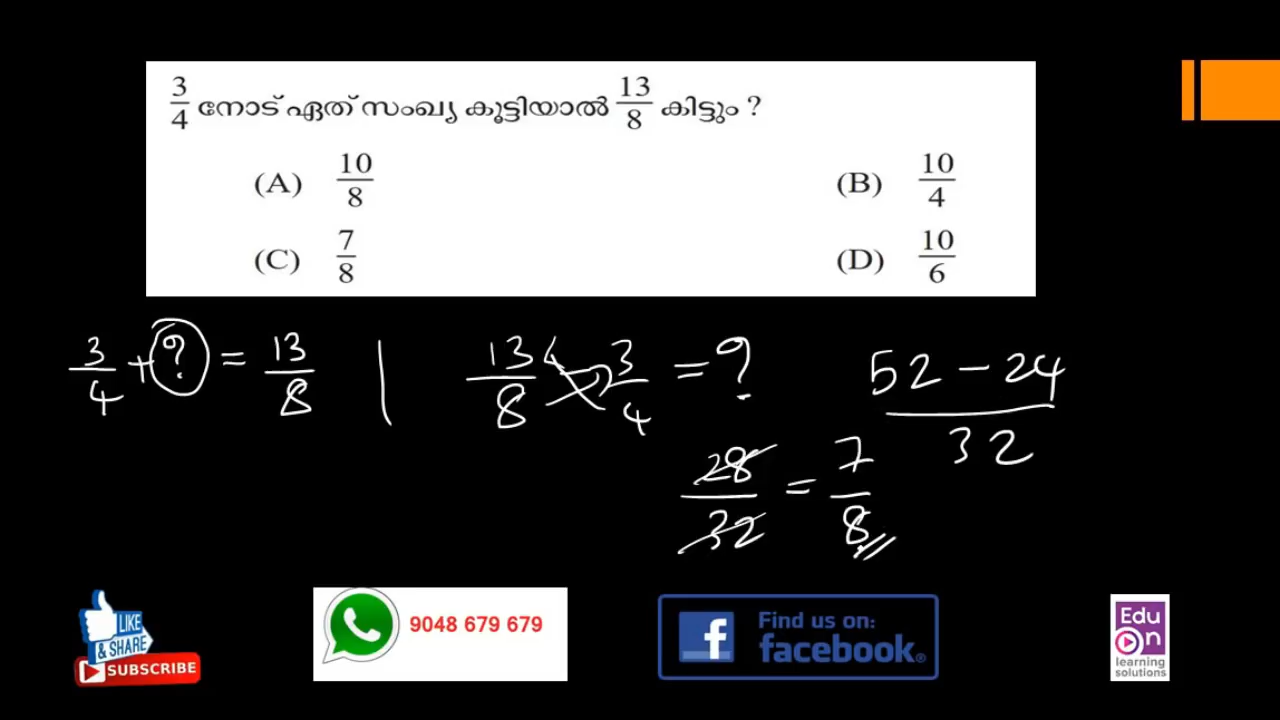 3/4 നോട് ഏത് സംഖ്യ കൂട്ടിയാൽ 13/8 കിട്ടും ?
(A) 10/8 (B) 10/4
(C) 7/8 (D) 10/6
3/4 + ? = 13/8 | 13/8 - 3/4 = ? 52 - 24/32
28/32 = 7/8
LIKE
& SHARE
SUBSCRIBE
9048 679 679
f Find us on:
facebook®
Edu
On
learning
solutions